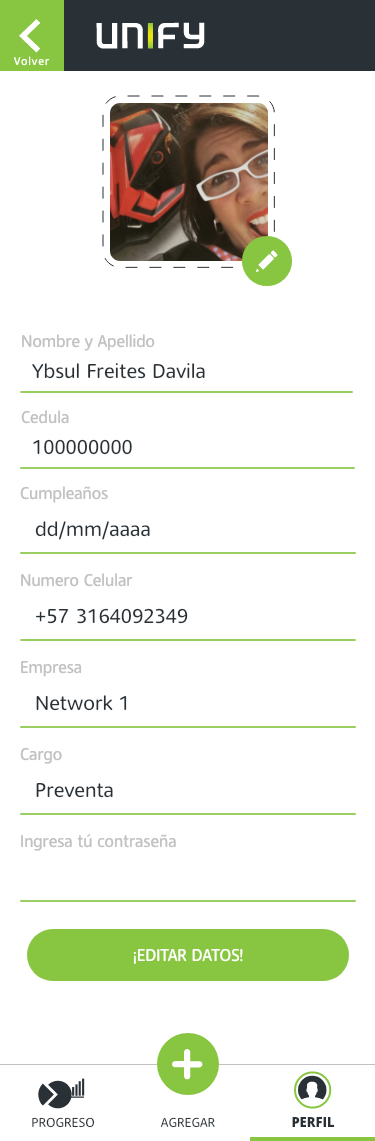 Volver
UNIFY
Nombre y Apellido
Ybsul Freites Davila
Cedula
100000000
Cumpleaños
dd/mm/aaaa
Numero Celular
+57 3164092349
Empresa
Network 1
Cargo
Preventa
Ingresa tú contraseña
¡EDITAR DATOS!
PROGRESO
AGREGAR
PERFIL